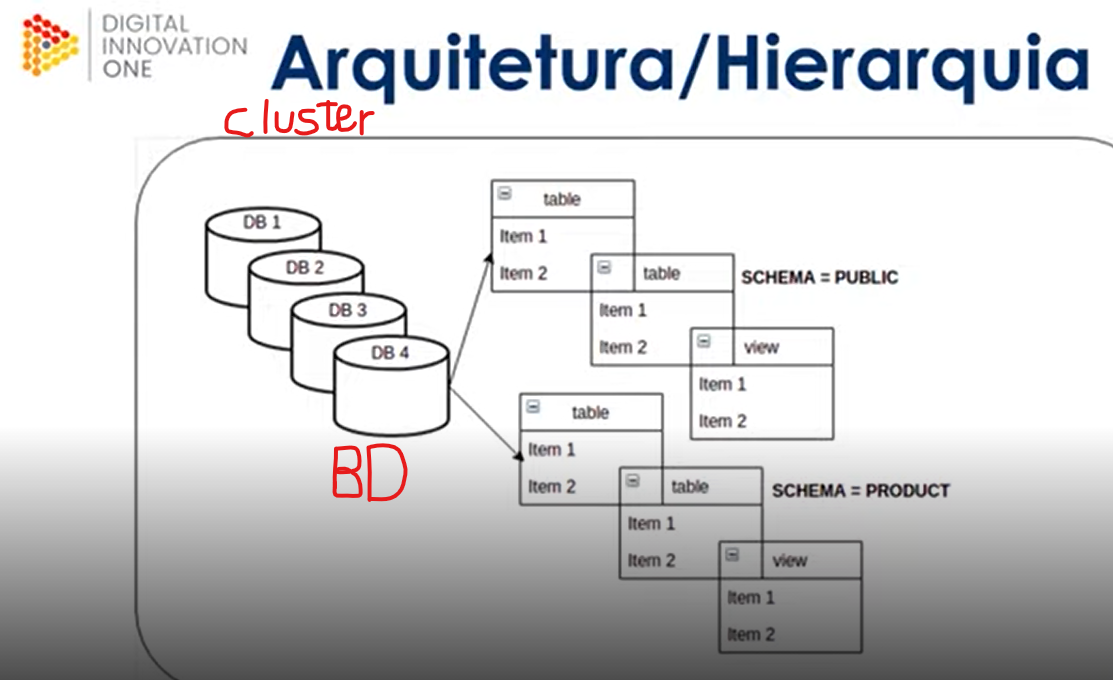 DIGITAL
INNOVATION
ONE
Arquitetura/Hierarquia
cluster
DB 1
DB 2
DB 3
DB 4
BD
table
Item 1
Item 2
table
Item 1
Item 2
view
Item 1
Item 2
SCHEMA = PUBLIC
table
Item 1
Item 2
table
Item 1
Item 2
view
Item 1
Item 2
SCHEMA = PRODUCT